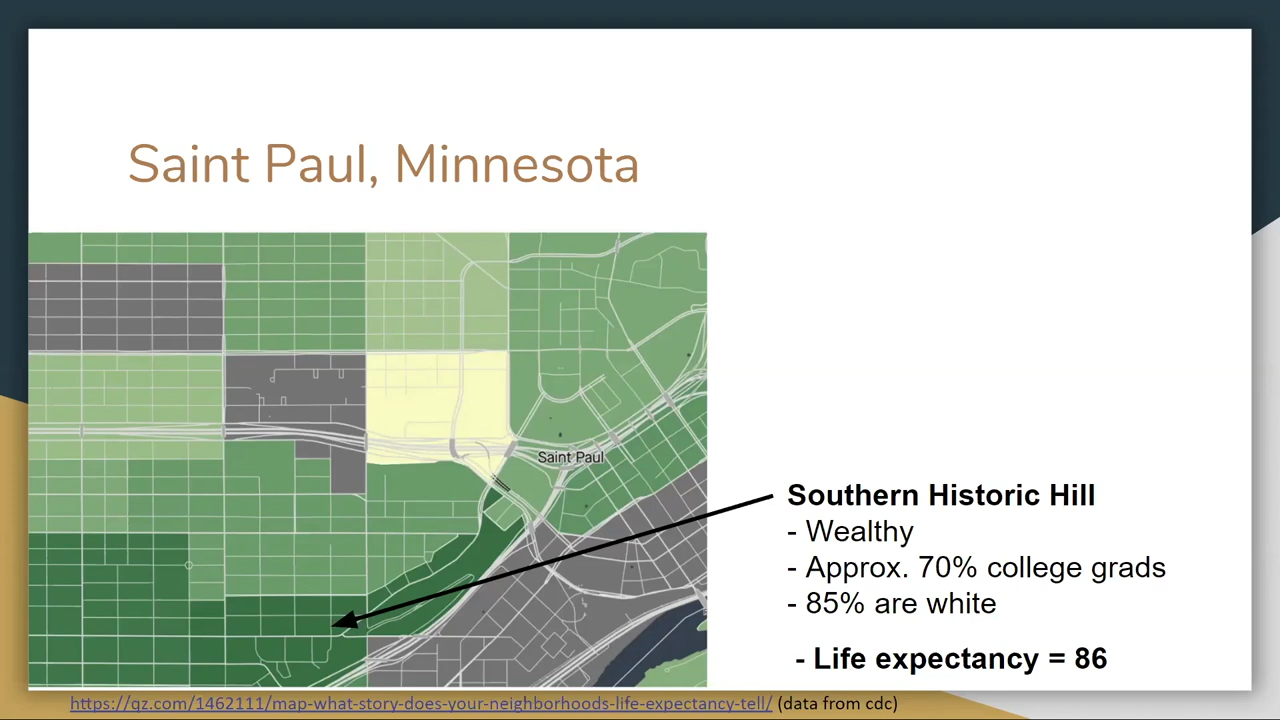 Saint Paul, Minnesota
Saint Paul
Southern Historic Hill
- Wealthy
- Approx. 70% college grads
- 85% are white
- Life expectancy = 86
https://qz.com/1462111/map-what-story-does-your-neighborhoods-life-expectancy-tell/ (data from cdc)